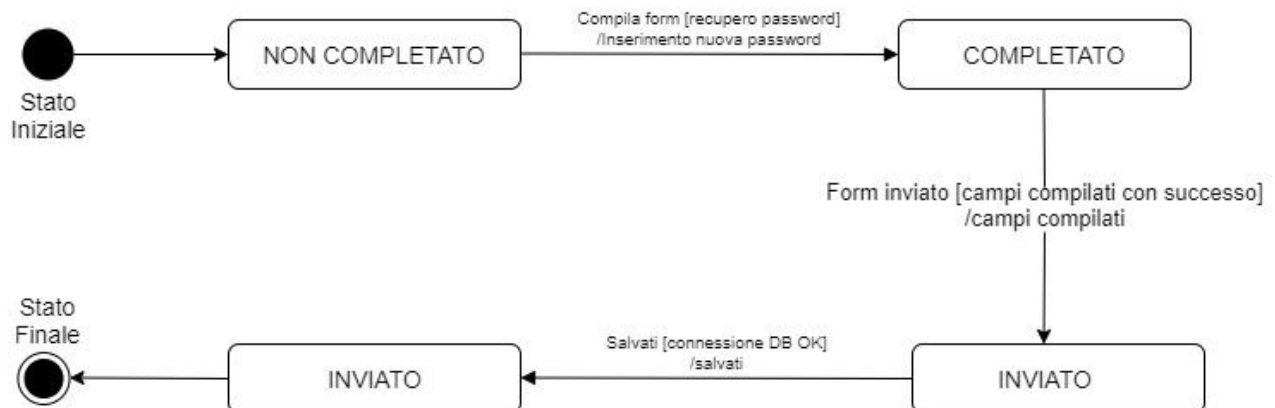 Stato
Iniziale
NON COMPLETATO
Compila form [recupero password]
/Inserimento nuova password
COMPLETATO
Form inviato [campi compilati con successo]
/campi compilati
Stato
Finale
INVIATO
Salvati [connessione DB OK]
/salvati
INVIATO